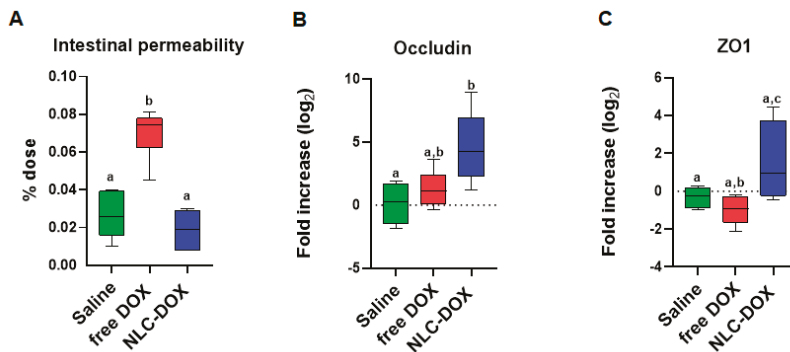 A
Intestinal permeability
% dose
0.10
0.08
0.06
0.04
0.02
0.00
a
b
a
Saline
free DOX
NLC-DOX
B
Occludin
Fold increase (log2)
10
5
0
-5
a
a,b
b
Saline
free DOX
NLC-DOX
C
ZO1
Fold increase (log2)
6
4
2
0
-2
-4
a
a,b
a,c
Saline
free DOX
NLC-DOX